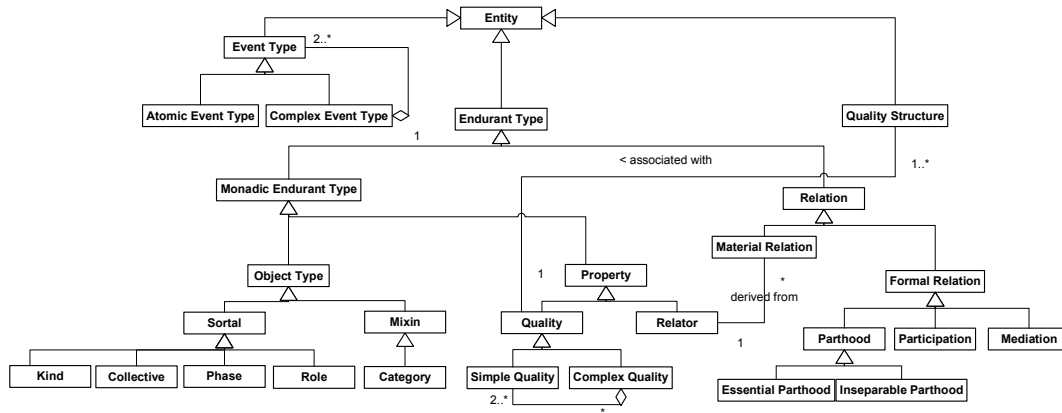 Entity
Event Type
2..*
Atomic Event Type
Complex Event Type
Endurant Type
Quality Structure
1
< associated with
1..*
Monadic Endurant Type
Relation
Material Relation
Object Type
1
Property
*
Formal Relation
derived from
Sortal
Mixin
Quality
Relator
1
Parthood
Participation
Mediation
Kind
Collective
Phase
Role
Category
Simple Quality
Complex Quality
Essential Parthood
Inseparable Parthood
2..*
*